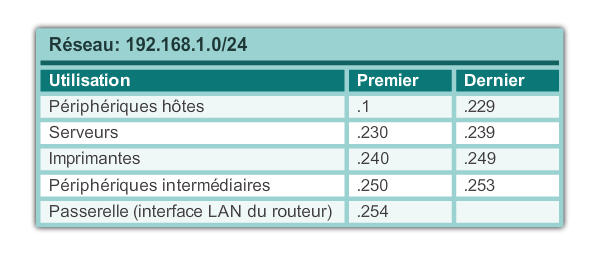 Réseau: 192.168.1.0/24
Utilisation Premier Dernier
Périphériques hôtes .1 .229
Serveurs .230 .239
Imprimantes .240 .249
Périphériques intermédiaires .250 .253
Passerelle (interface LAN du routeur) .254